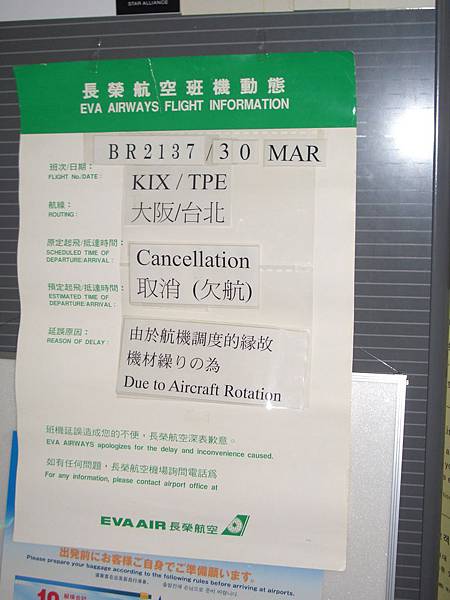 STAR ALLIANCE
長榮航空班機動態
EVA AIRWAYS FLIGHT INFORMATION
班次/日期：
FLIGHT No./DATE：
BR2137/30 MAR
KIX / TPE
航線：
ROUTING：
大阪/台北
原定起飛/抵達時間：
SCHEDULED TIME OF
DEPARTURE/ARRIVAL：
Cancellation
預定起飛/抵達時間：
ESTIMATED TIME OF
DEPARTURE/ARRIVAL：
取消 (欠航)
延誤原因：
REASON OF DELAY：
由於航機調度的縁故
機材繰りの為
Due to Aircraft Rotation
班機延誤造成您的不便，長榮航空深表歉意。
EVA AIRWAYS apologizes for the delay and inconvenience caused.
如有任何問題，長榮航空機場詢問電話爲
For any information, please contact airport office at
EVA AIR 長榮航空
出発前にお客様ご自身でご準備願います。
Please prepare your baggage according to the following rules before arriving at airports.